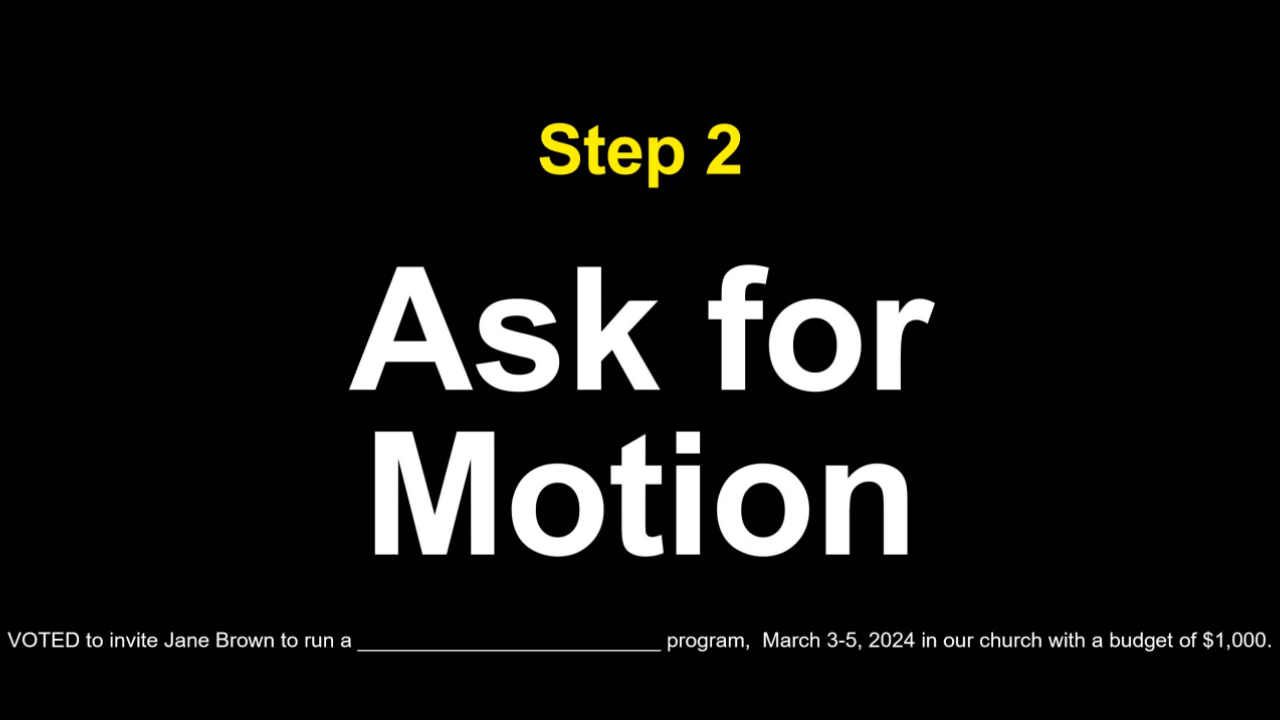 Step 2
Ask for
Motion
VOTED to invite Jane Brown to run a _________________________ program,  March 3-5, 2024 in our church with a budget of $1,000.